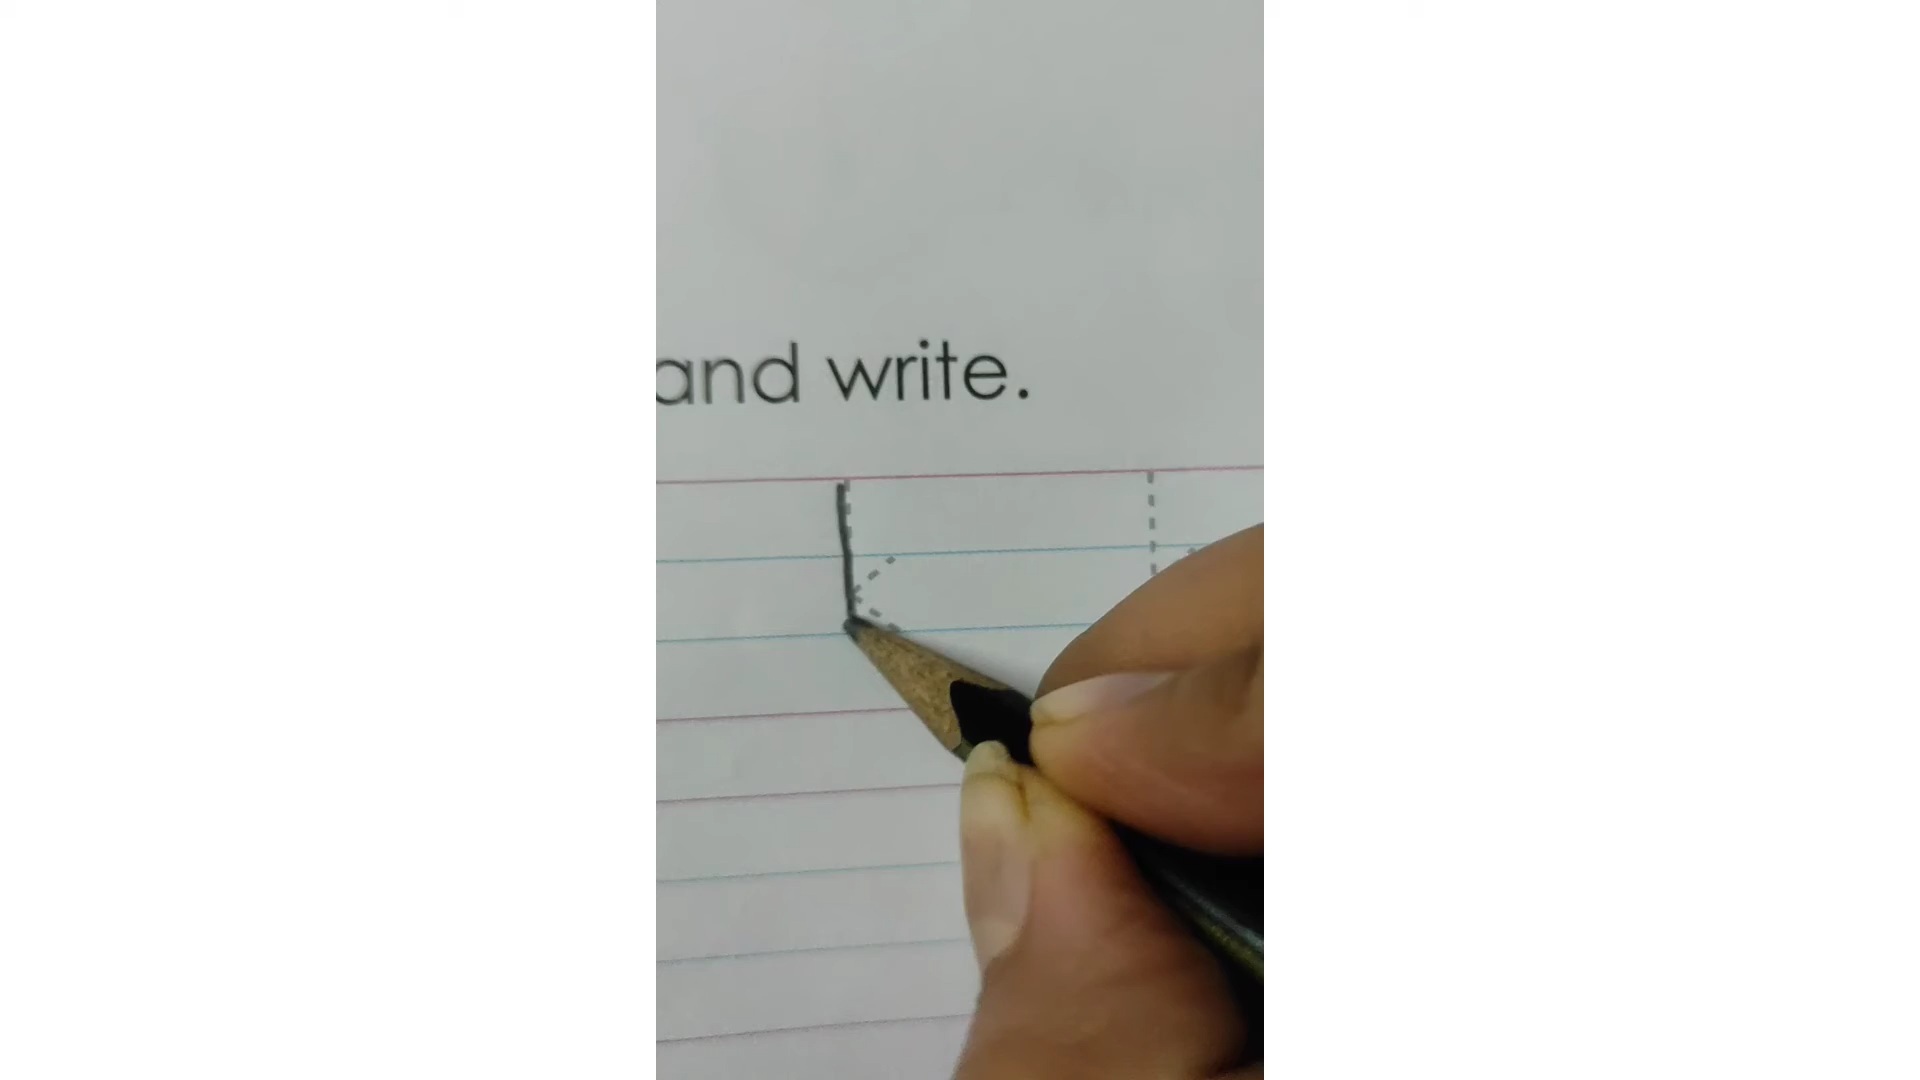 and write.
k k